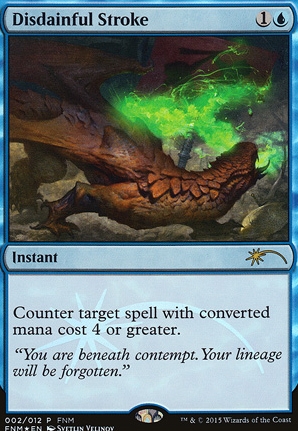 Disdainful Stroke 1
Instant
Counter target spell with converted
mana cost 4 or greater.
“You are beneath contempt. Your lineage
will be forgotten.”
002/012 P FNM
FNM★EN Svetlin Velinov
™ & © 2015 Wizards of the Coast